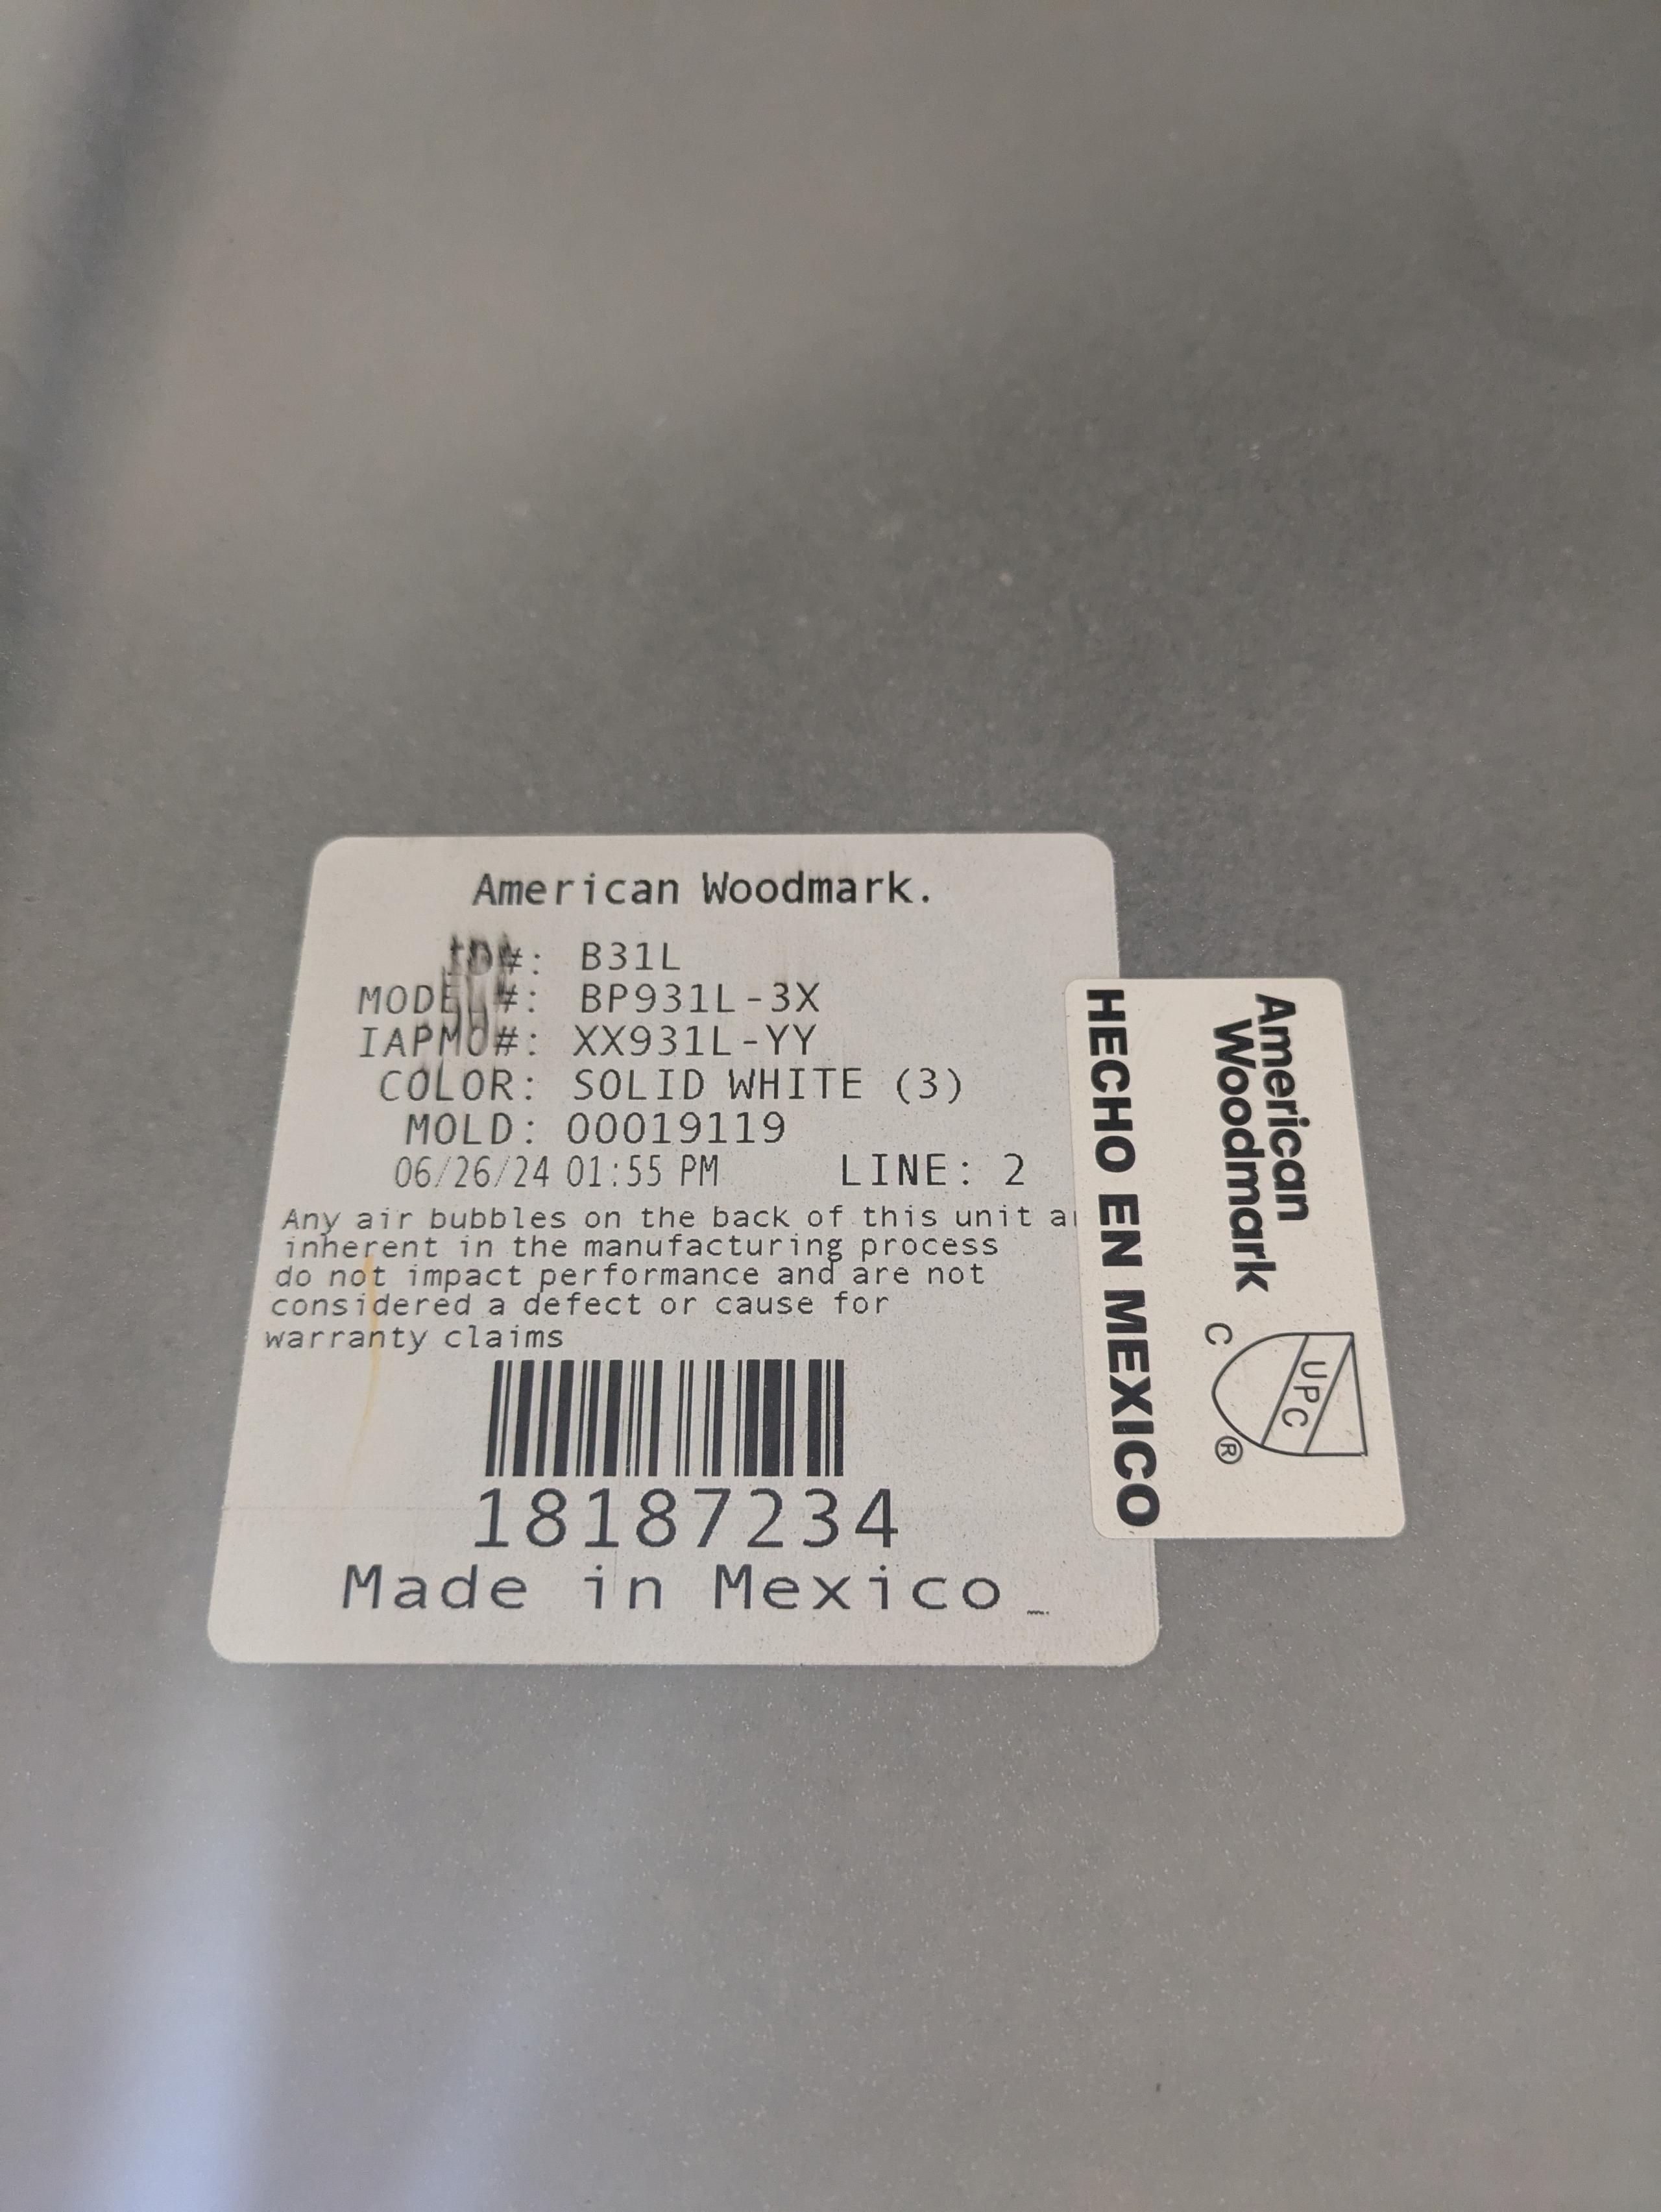 American Woodmark.
ID#: B31L
MODEL#: BP931L-3X
IAPMO#: XX931L-YY
COLOR: SOLID WHITE (3)
MOLD: 00019119
06/26/24 01:55 PM LINE: 2
Any air bubbles on the back of this unit
inherent in the manufacturing process
do not impact performance and are not
considered a defect or cause for
warranty claims
18187234
Made in Mexico
American
Woodmark
C UPC ®
HECHO EN MEXICO